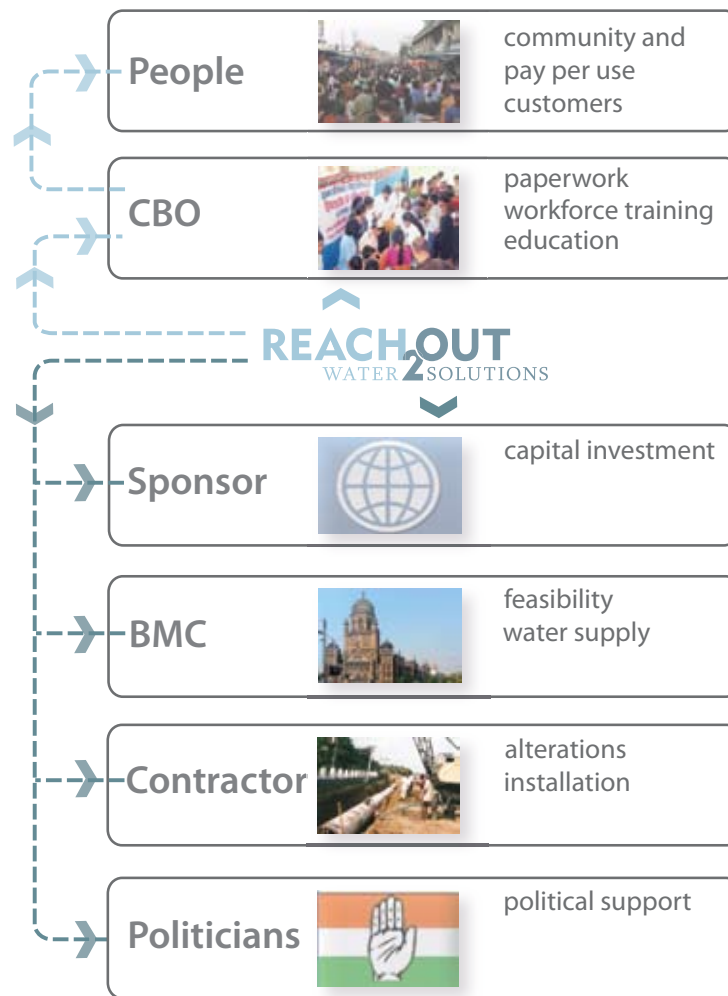 People
community and
pay per use
customers
CBO
paperwork
workforce training
education
REACH2OUT
WATER SOLUTIONS
Sponsor
capital investment
BMC
feasibility
water supply
Contractor
alterations
installation
Politicians
political support